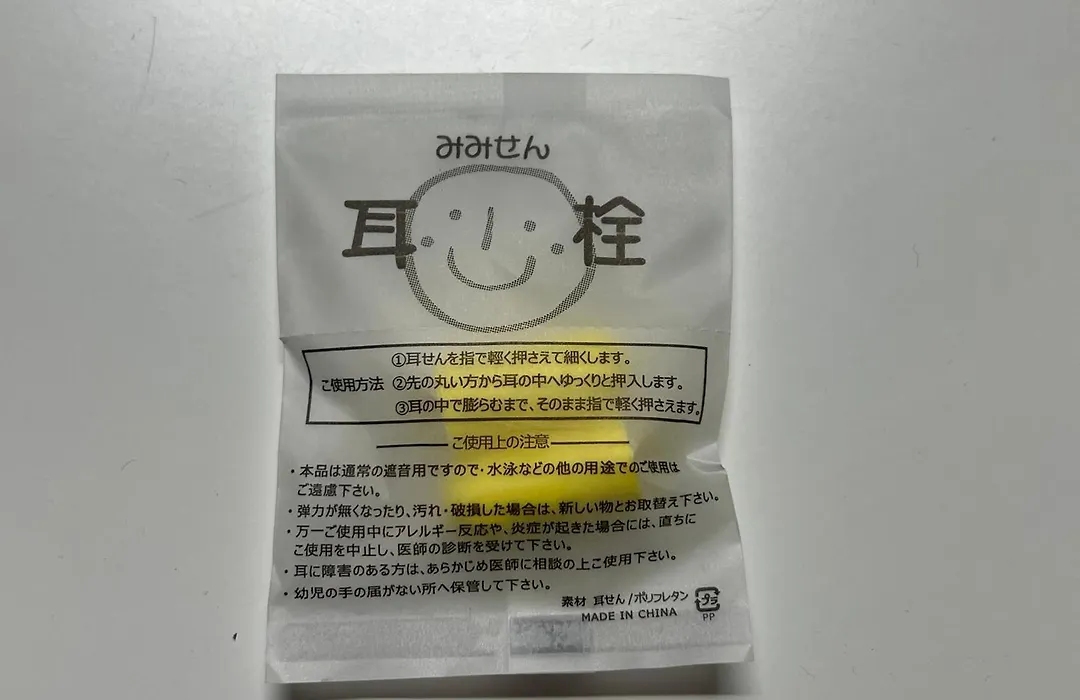 みみせん
耳栓
ご使用方法
①耳せんを指で軽く押さえて細くします。
②先の丸い方から耳の中へゆっくりと押入します。
③耳の中で膨らむまで、そのまま指で軽く押さえます。
ご使用上の注意
・本品は通常の遮音用ですので・水泳などの他の用途でのご使用は
ご遠慮下さい。
・弾力が無くなったり、汚れ・破損した場合は、新しい物とお取替え下さい。
・万一ご使用中にアレルギー反応や、炎症が起きた場合には、直ちに
ご使用を中止し、医師の診断を受けて下さい。
・耳に障害のある方は、あらかじめ医師に相談の上ご使用下さい。
・幼児の手の届がない所へ保管して下さい。
素材 耳せん/ポリフレタン
MADE IN CHINA
プラ
PP